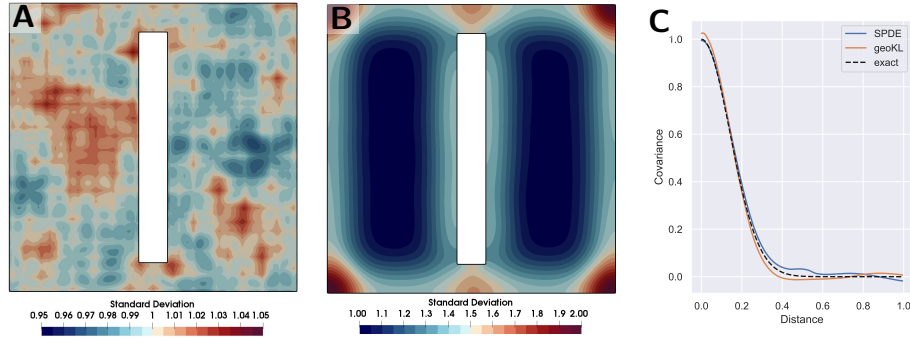 A
B
C
Standard Deviation
0.95 0.96 0.97 0.98 0.99 1 1.01 1.02 1.03 1.04 1.05
Standard Deviation
1.00 1.1 1.2 1.3 1.4 1.5 1.6 1.7 1.8 1.9 2.00
SPDE
geoKL
exact
Covariance
1.0
0.8
0.6
0.4
0.2
0.0
0.0 0.2 0.4 0.6 0.8 1.0
Distance